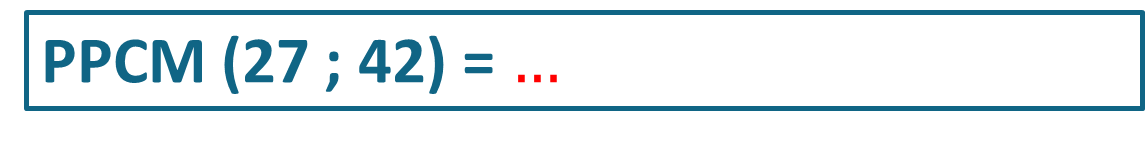 PPCM (27 ; 42) = ...